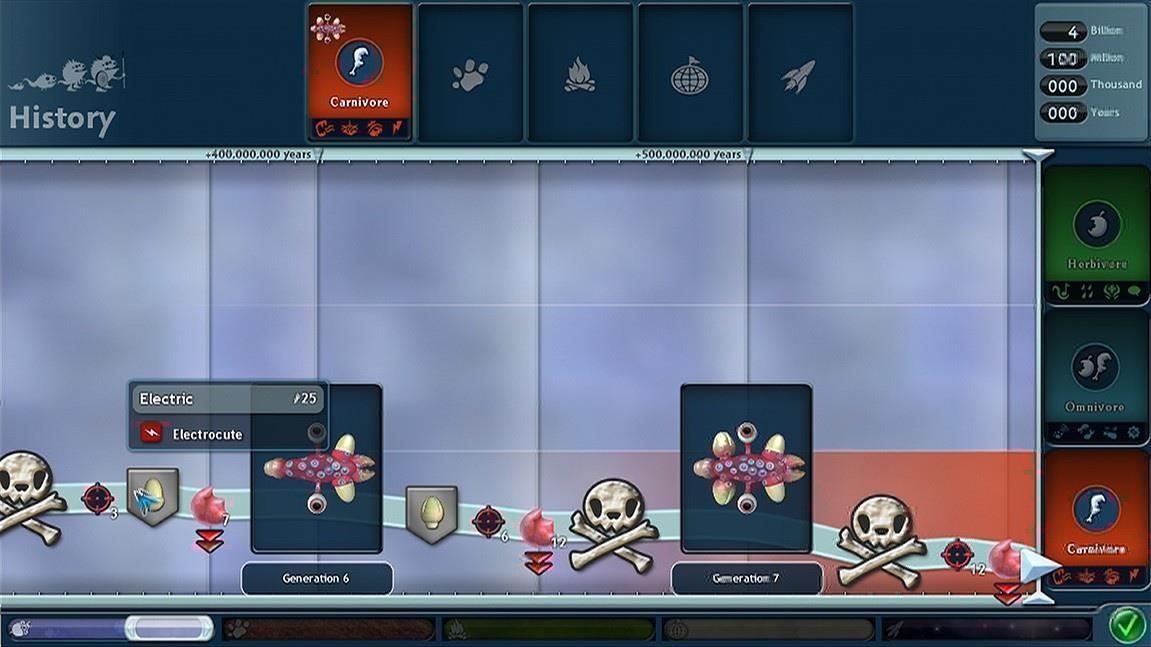 History
Carnivore
4 Billion
100 Million
000 Thousand
000 Years
+400,000,000 years
+500,000,000 years
Herbivore
Omnivore
Carnivore
Electric 25
Electrocute
3
7
6
12
12
Generation 6
Generation 7